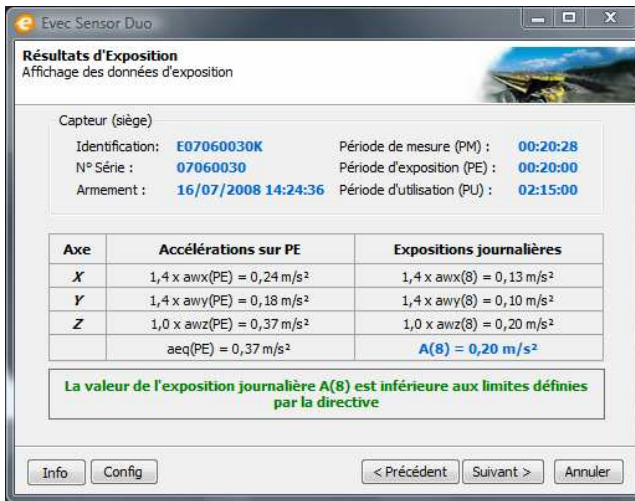 Evec Sensor Duo
Résultats d'Exposition
Affichage des données d'exposition
Capteur (siège)
Identification: E07060030K Période de mesure (PM) : 00:20:28
N° Série : 07060030 Période d'exposition (PE) : 00:20:00
Armement : 16/07/2008 14:24:36 Période d'utilisation (PU) : 02:15:00
Axe Accélérations sur PE Expositions journalières
X 1,4 x awx(PE) = 0,24 m/s² 1,4 x awx(8) = 0,13 m/s²
Y 1,4 x awy(PE) = 0,18 m/s² 1,4 x awy(8) = 0,10 m/s²
Z 1,0 x awz(PE) = 0,37 m/s² 1,0 x awz(8) = 0,20 m/s²
aeq(PE) = 0,37 m/s² A(8) = 0,20 m/s²
La valeur de l'exposition journalière A(8) est inférieure aux limites définies
par la directive
Info Config < Précédent Suivant > Annuler